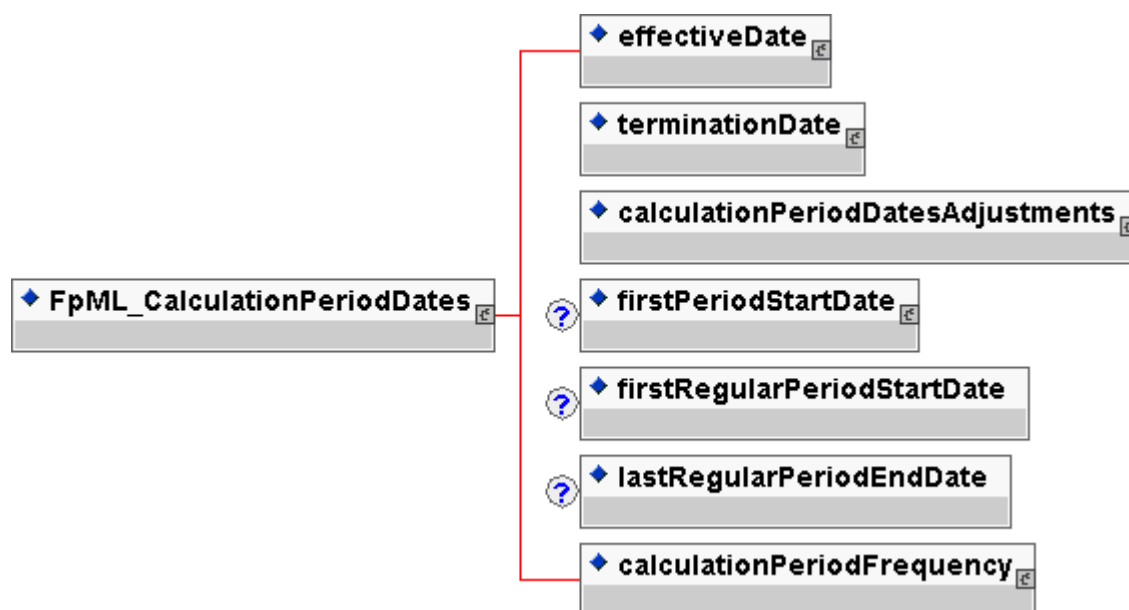 effectiveDate
terminationDate
calculationPeriodDatesAdjustments
FpML_CalculationPeriodDates
? firstPeriodStartDate
? firstRegularPeriodStartDate
? lastRegularPeriodEndDate
calculationPeriodFrequency